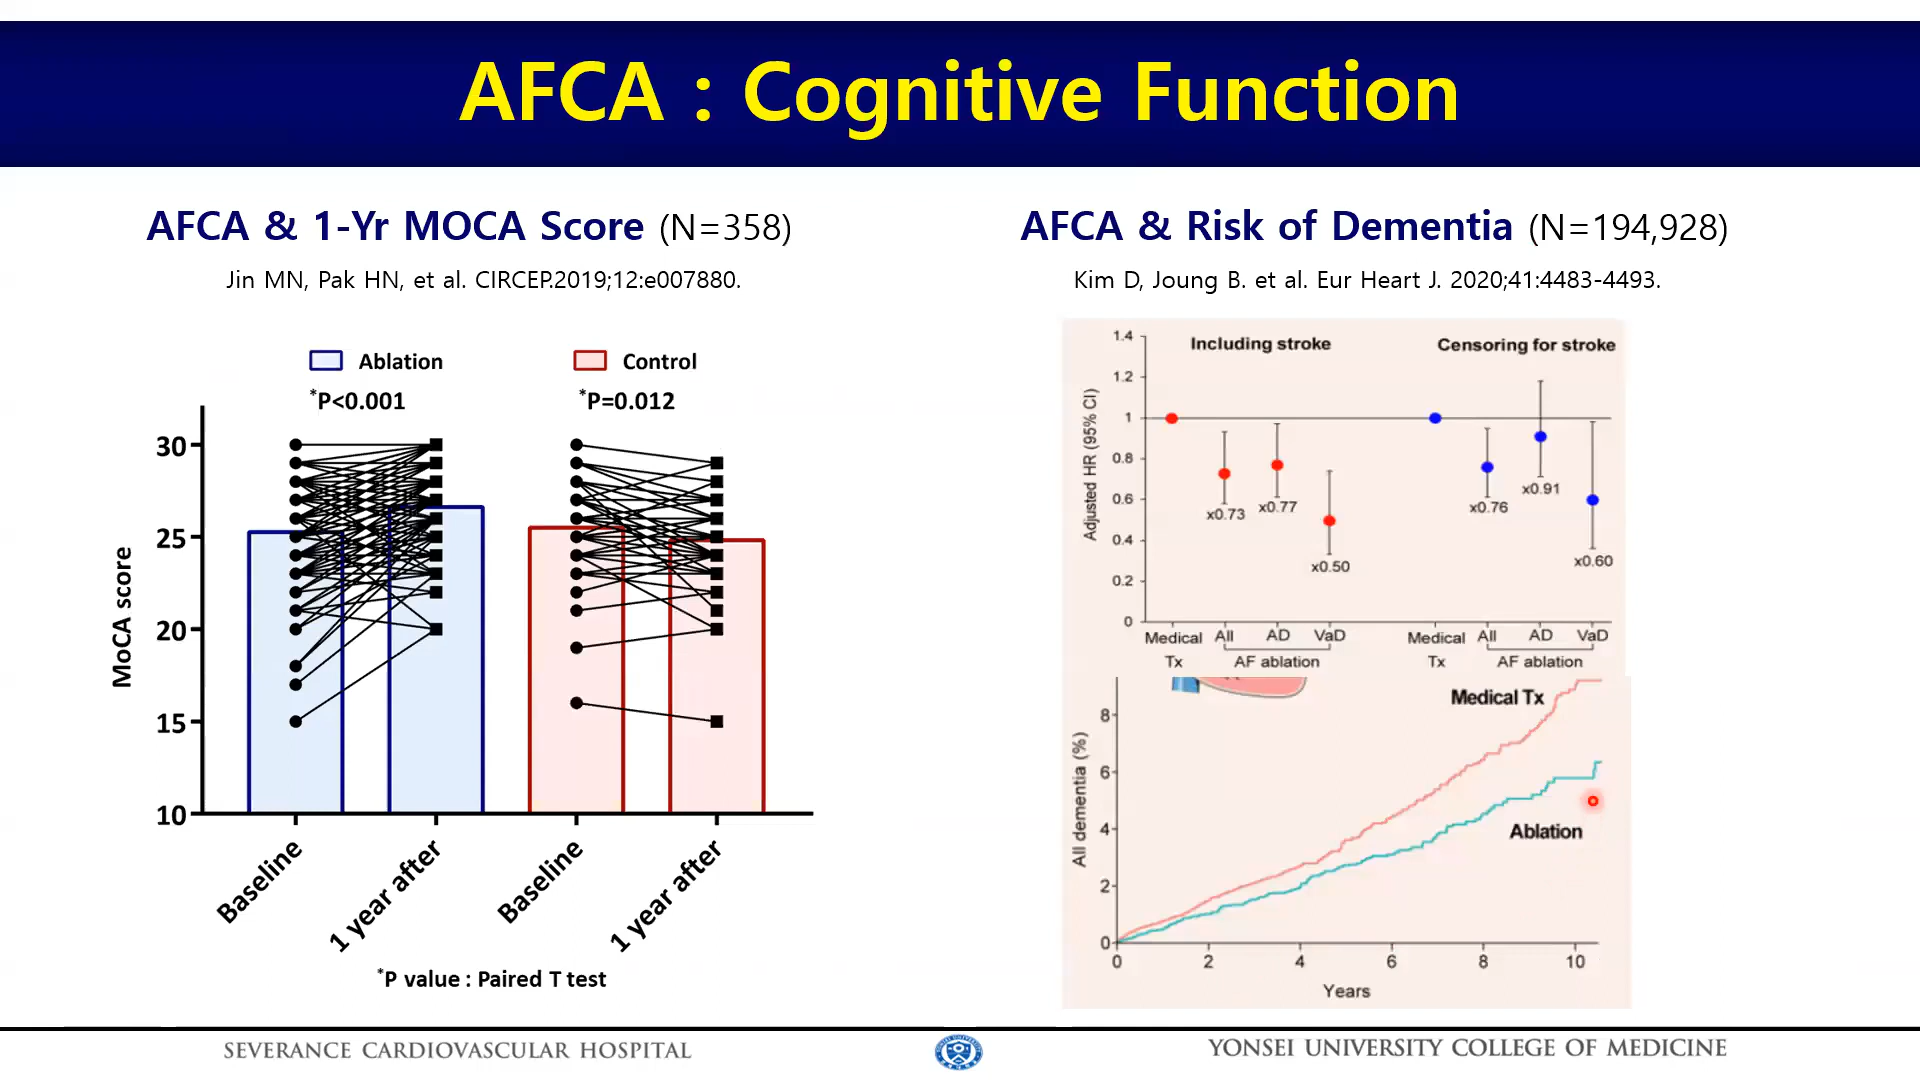 AFCA : Cognitive Function
AFCA & 1-Yr MOCA Score (N=358)
Jin MN, Pak HN, et al. CIRCEP.2019;12:e007880.
Ablation
Control
*P<0.001
*P=0.012
MoCA score
30
25
20
15
10
Baseline
1 year after
Baseline
1 year after
*P value : Paired T test
AFCA & Risk of Dementia (N=194,928)
Kim D, Joung B. et al. Eur Heart J. 2020;41:4483-4493.
Including stroke
Censoring for stroke
Adjusted HR (95% CI)
1.4
1.2
1
0.8
0.6
0.4
0.2
0
x0.73
x0.77
x0.50
x0.76
x0.91
x0.60
Medical Tx
All
AD
VaD
AF ablation
Medical Tx
All
AD
VaD
AF ablation
Medical Tx
Ablation
All dementia (%)
8
6
4
2
0
0 2 4 6 8 10
Years
SEVERANCE CARDIOVASCULAR HOSPITAL
YONSEI UNIVERSITY COLLEGE OF MEDICINE